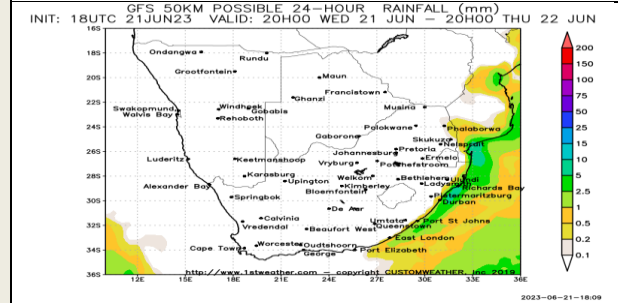 GFS 50KM POSSIBLE 24-HOUR RAINFALL (mm)
INIT: 18UTC 21JUN23 VALID: 20H00 WED 21 JUN - 20H00 THU 22 JUN
16S
Ondangwa
Rundu
18S
Grootfontein
Maun
20S
Francistown
Ghanzi
Musina
22S
Windhoek
Gobabis
Swakopmund
Walvis Bay
Rehoboth
Polokwane
Phalaborwa
24S
Gaborone
Skukuza
Nelspruit
Pretoria
Johannesburg
26S
Luderitz
Keetmanshoop
Vryburg
Ermelo
Karasburg
Upington
Welkom
Bethlehem
Ulundi
28S
Alexander Bay
Kimberley
Ladysmith
Richards Bay
Bloemfontein
Springbok
Pietermaritzburg
30S
Durban
De Aar
Calvinia
Umtata
Port St Johns
Vredendal
Beaufort West
Queenstown
32S
East London
Cape Town
Worcester
Oudtshoorn
34S
George
Port Elizabeth
36S
http://www.1stweather.com - copyright CUSTOMWEATHER, Inc 2019
12E 15E 18E 21E 24E 27E 30E 33E 36E
200
150
100
75
50
25
15
10
5
2.5
1
0.5
0.2
0.1
2023-06-21-18:09